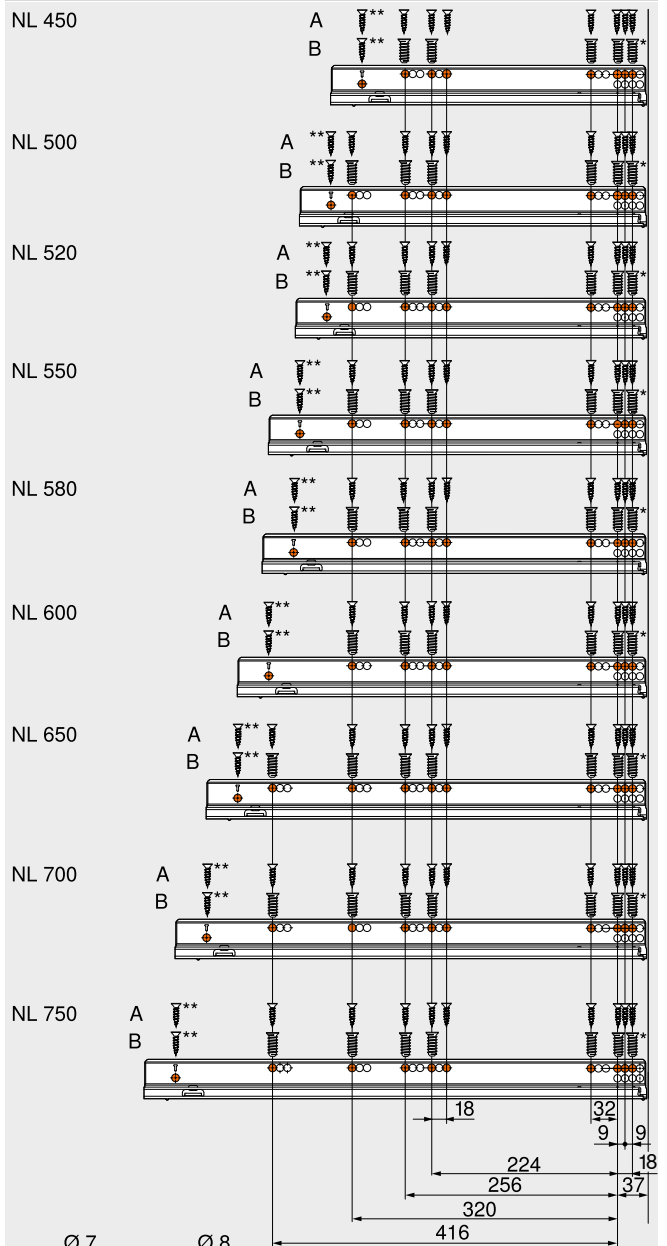 NL 450
A **
B ** *
NL 500
A **
B ** *
NL 520
A **
B ** *
NL 550
A **
B ** *
NL 580
A **
B ** *
NL 600
A **
B ** *
NL 650
A **
B ** *
NL 700
A **
B ** *
NL 750
A **
B ** *
18 32
9 9
224 18
256 37
320
416
Ø 7 Ø 8